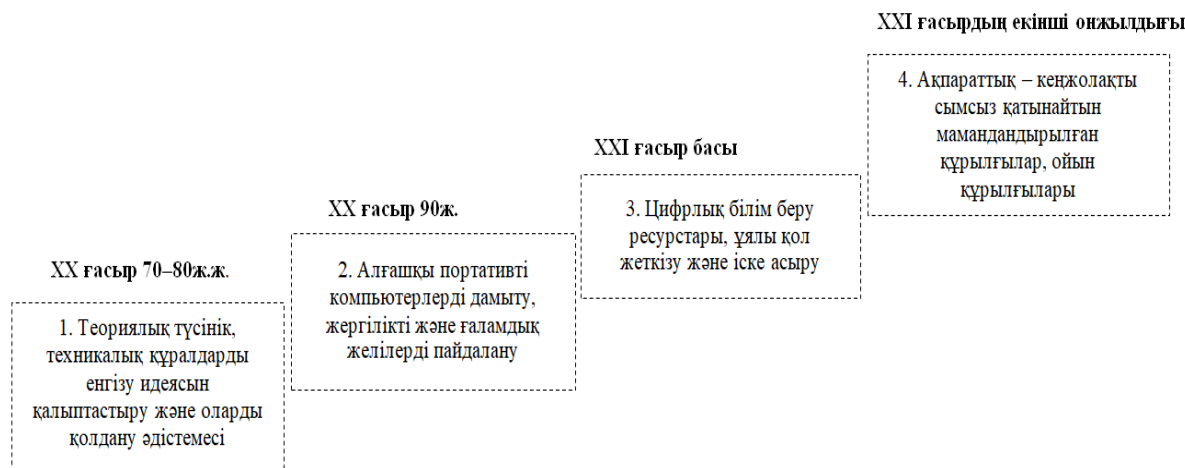 XX ғасыр 70–80ж.ж.
1. Теориялық түсінік,
техникалық құралдарды
енгізу идеясын
қалыптастыру және оларды
қолдану әдістемесі
XX ғасыр 90ж.
2. Алғашқы портативті
компьютерлерді дамыту,
жергілікті және ғаламдық
желілерді пайдалану
XXI ғасыр басы
3. Цифрлық білім беру
ресурстары, ұялы қол
жеткізу және іске асыру
XXI ғасырдың екінші онжылдығы
4. Ақпараттық – кеңжолақты
сымсыз қатынайтын
мамандандырылған
құрылғылар, ойын
құрылғылары